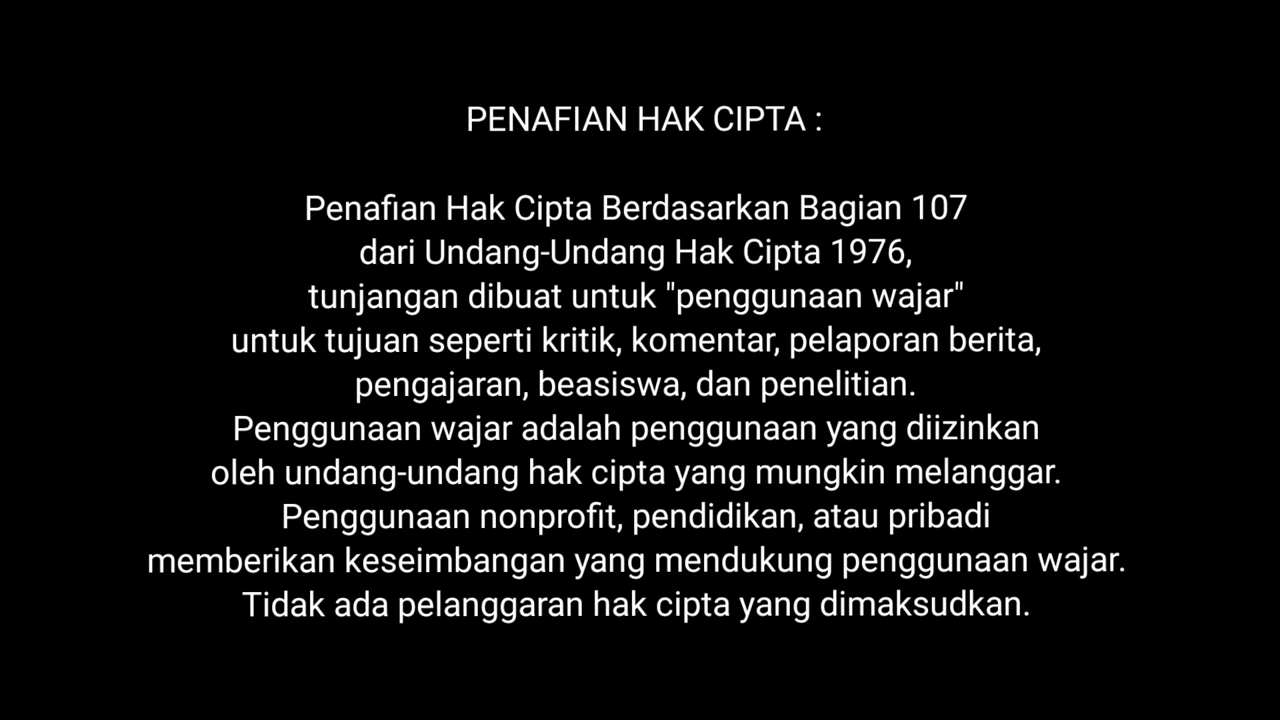 PENAFIAN HAK CIPTA :
Penafian Hak Cipta Berdasarkan Bagian 107
dari Undang-Undang Hak Cipta 1976,
tunjangan dibuat untuk "penggunaan wajar"
untuk tujuan seperti kritik, komentar, pelaporan berita,
pengajaran, beasiswa, dan penelitian.
Penggunaan wajar adalah penggunaan yang diizinkan
oleh undang-undang hak cipta yang mungkin melanggar.
Penggunaan nonprofit, pendidikan, atau pribadi
memberikan keseimbangan yang mendukung penggunaan wajar.
Tidak ada pelanggaran hak cipta yang dimaksudkan.